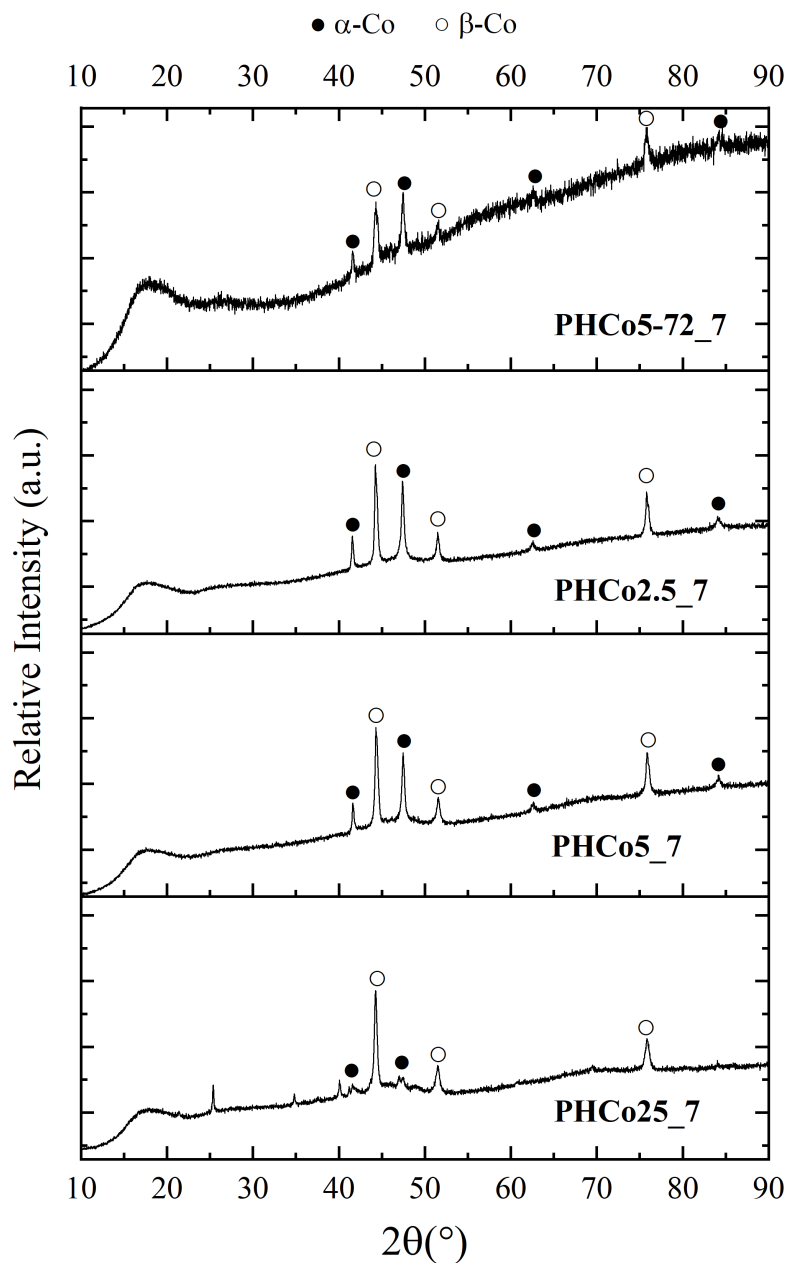 ● α-Co ○ β-Co
10 20 30 40 50 60 70 80 90
PHCo5-72_7
PHCo2.5_7
PHCo5_7
PHCo25_7
Relative Intensity (a.u.)
10 20 30 40 50 60 70 80 90
2θ(°)